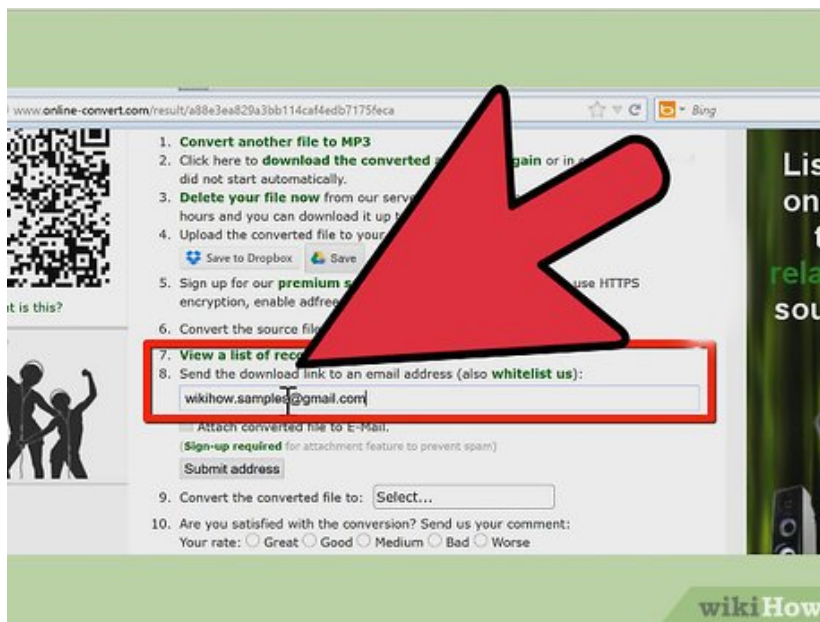 www.online-convert.com/result/a88e3ea829a3bb114caf4edb7175feca
Bing
1. Convert another file to MP3
2. Click here to download the converted gain or in
did not start automatically.
3. Delete your file now from our
hours and you can download it up
4. Upload the converted file to your
Save to Dropbox
Save
5. Sign up for our premium use HTTPS
encryption, enable
6. Convert the source
7. View a list of
8. Send the download link to an email address (also whitelist us):
wikihow.samples@gmail.com
Attach converted file to E-Mail.
(Sign-up required for attachment feature to prevent spam)
Submit address
9. Convert the converted file to: Select...
10. Are you satisfied with the conversion? Send us your comment:
Your rate: Great Good Medium Bad Worse
is this?
Lis
on
t
rela
sou
wikiHow